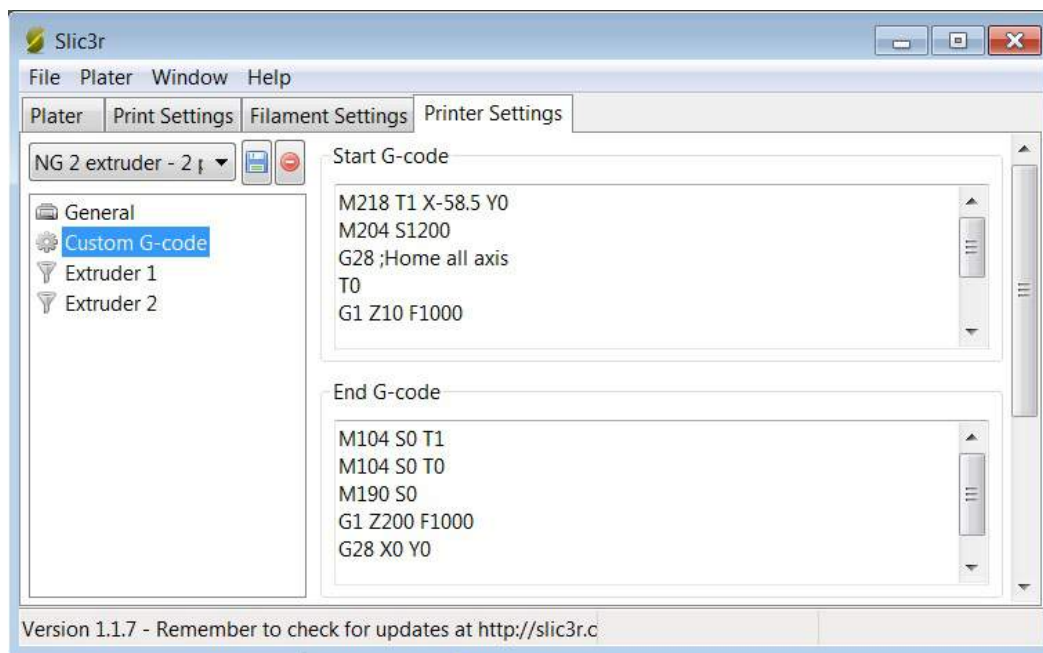 Slic3r
File Plater Window Help
Plater Print Settings Filament Settings Printer Settings
NG 2 extruder - 2
General
Custom G-code
Extruder 1
Extruder 2
Start G-code
M218 T1 X-58.5 Y0
M204 S1200
G28 ;Home all axis
T0
G1 Z10 F1000
End G-code
M104 S0 T1
M104 S0 T0
M190 S0
G1 Z200 F1000
G28 X0 Y0
Version 1.1.7 - Remember to check for updates at http://slic3r.c